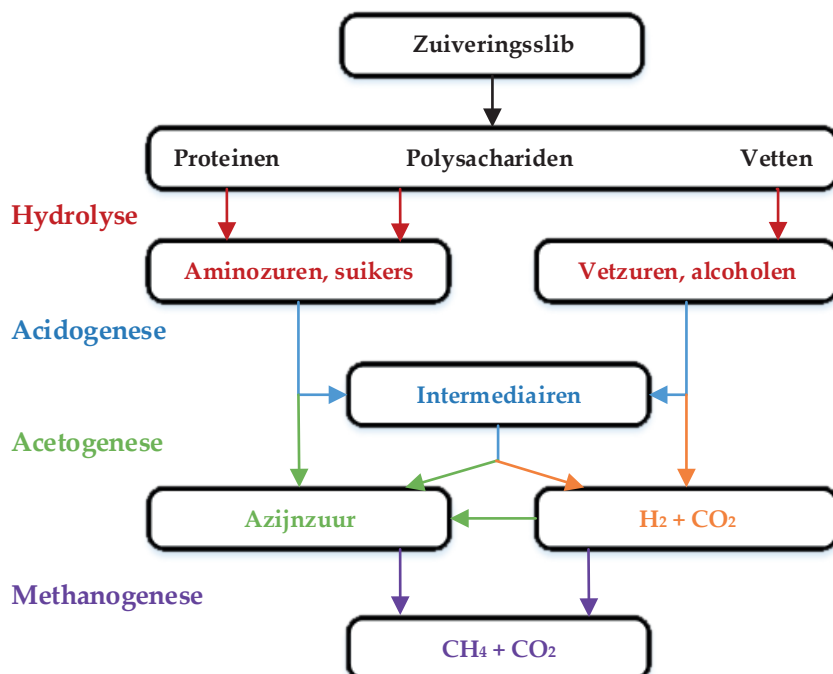 Zuiveringsslib
Proteinen Polysachariden Vetten
Hydrolyse
Aminozuren, suikers Vetzuren, alcoholen
Acidogenese
Intermediairen
Acetogenese
Azijnzuur H₂ + CO₂
Methanogenese
CH₄ + CO₂